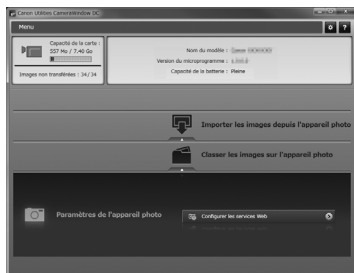 Canon Utilities CameraWindow DC
Menu
?
Capacité de la carte :
557 Mo / 7.40 Go
Images non transférées : 34/34
Nom du modèle : Canon
Version du microprogramme :
Capacité de la batterie : Pleine
Importer les images depuis l'appareil photo
Classer les images sur l'appareil photo
Paramètres de l'appareil photo
Configurer les services Web